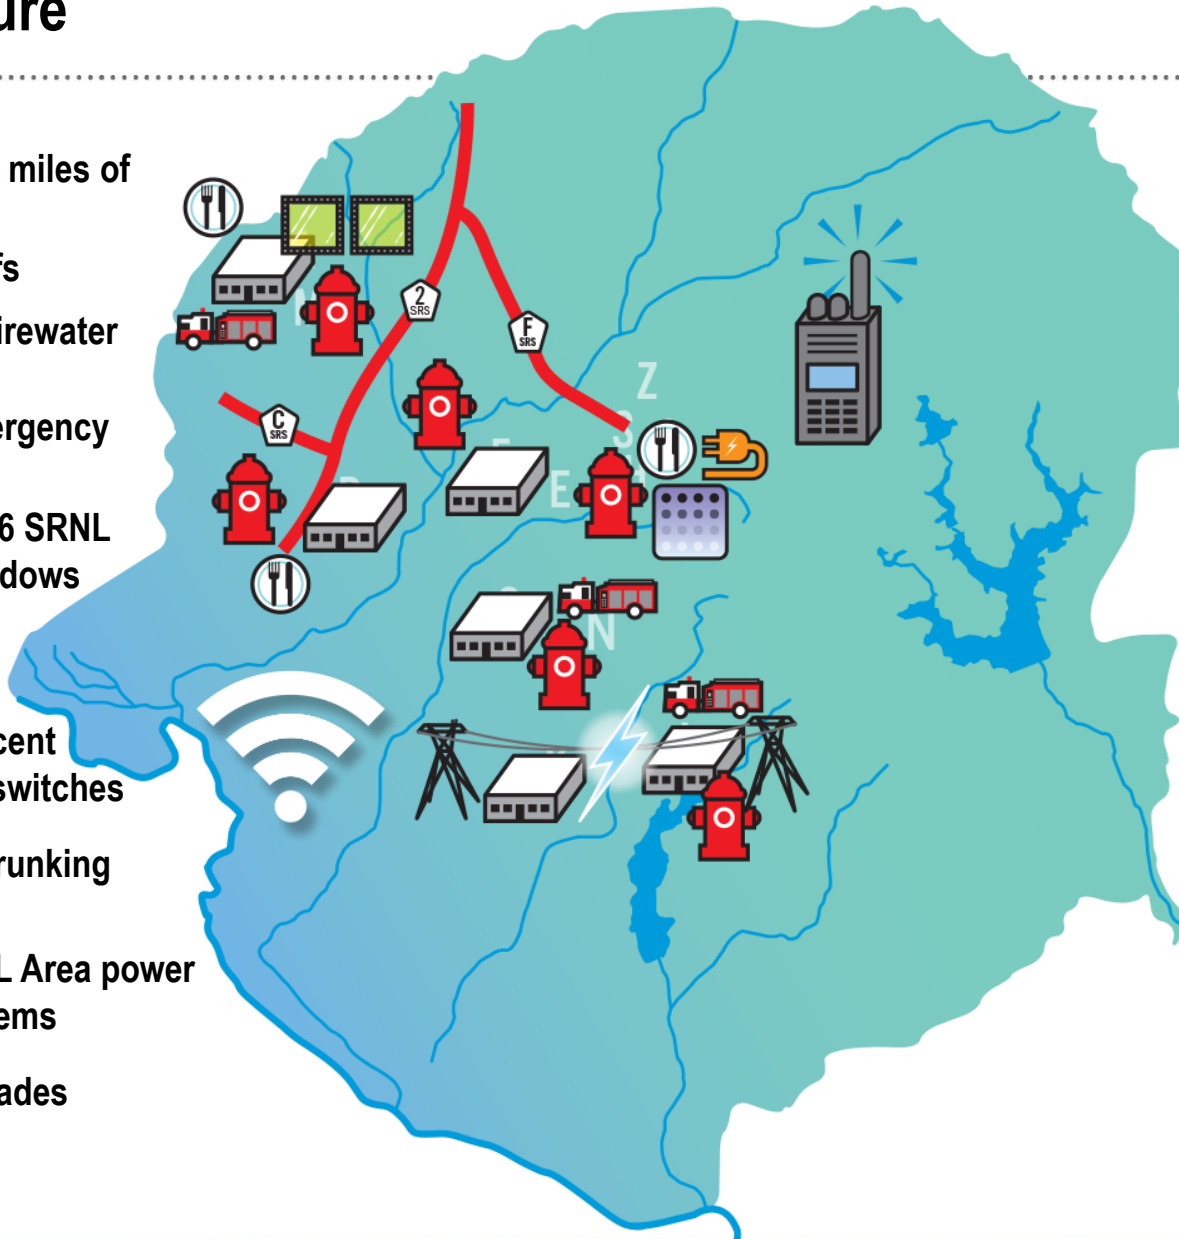 ure
miles of
fs
irewater
ergency
6 SRNL
dows
cent
switches
runking
L Area power
ems
ades
2
SRS
F
SRS
C
SRS
Z
S
E
N